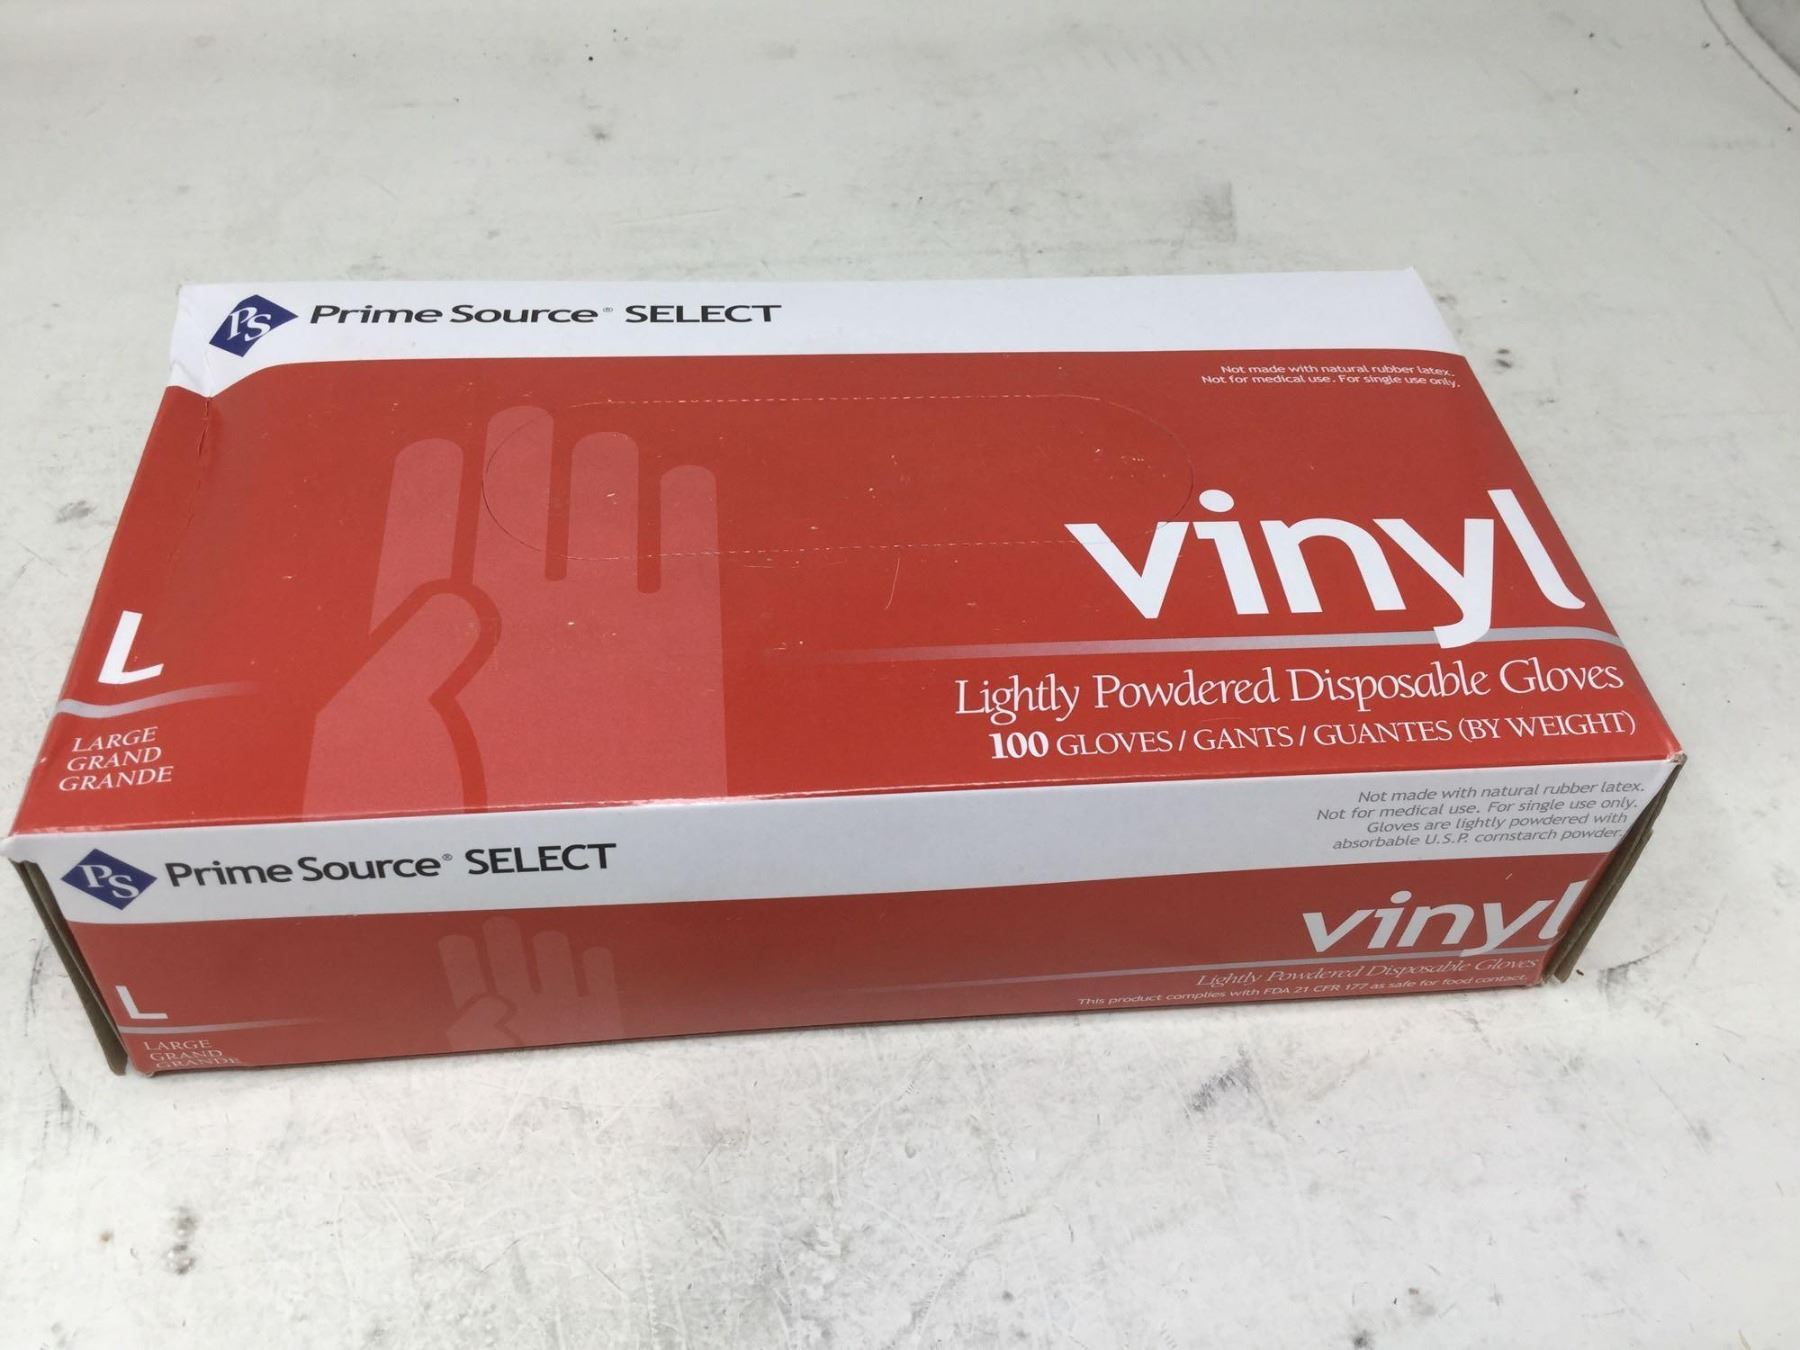 PS Prime Source® SELECT
Not made with natural rubber latex.
Not for medical use. For single use only.
vinyl
Lightly Powdered Disposable Gloves
100 GLOVES / GANTS / GUANTES (BY WEIGHT)
L
LARGE
GRAND
GRANDE
PS Prime Source® SELECT
Not made with natural rubber latex.
Not for medical use. For single use only.
Gloves are lightly powdered with
absorbable U.S.P. cornstarch powder.
vinyl
Lightly Powdered Disposable Gloves
This product complies with FDA 21 CFR 177 as safe for food contact.
L
LARGE
GRAND
GRANDE